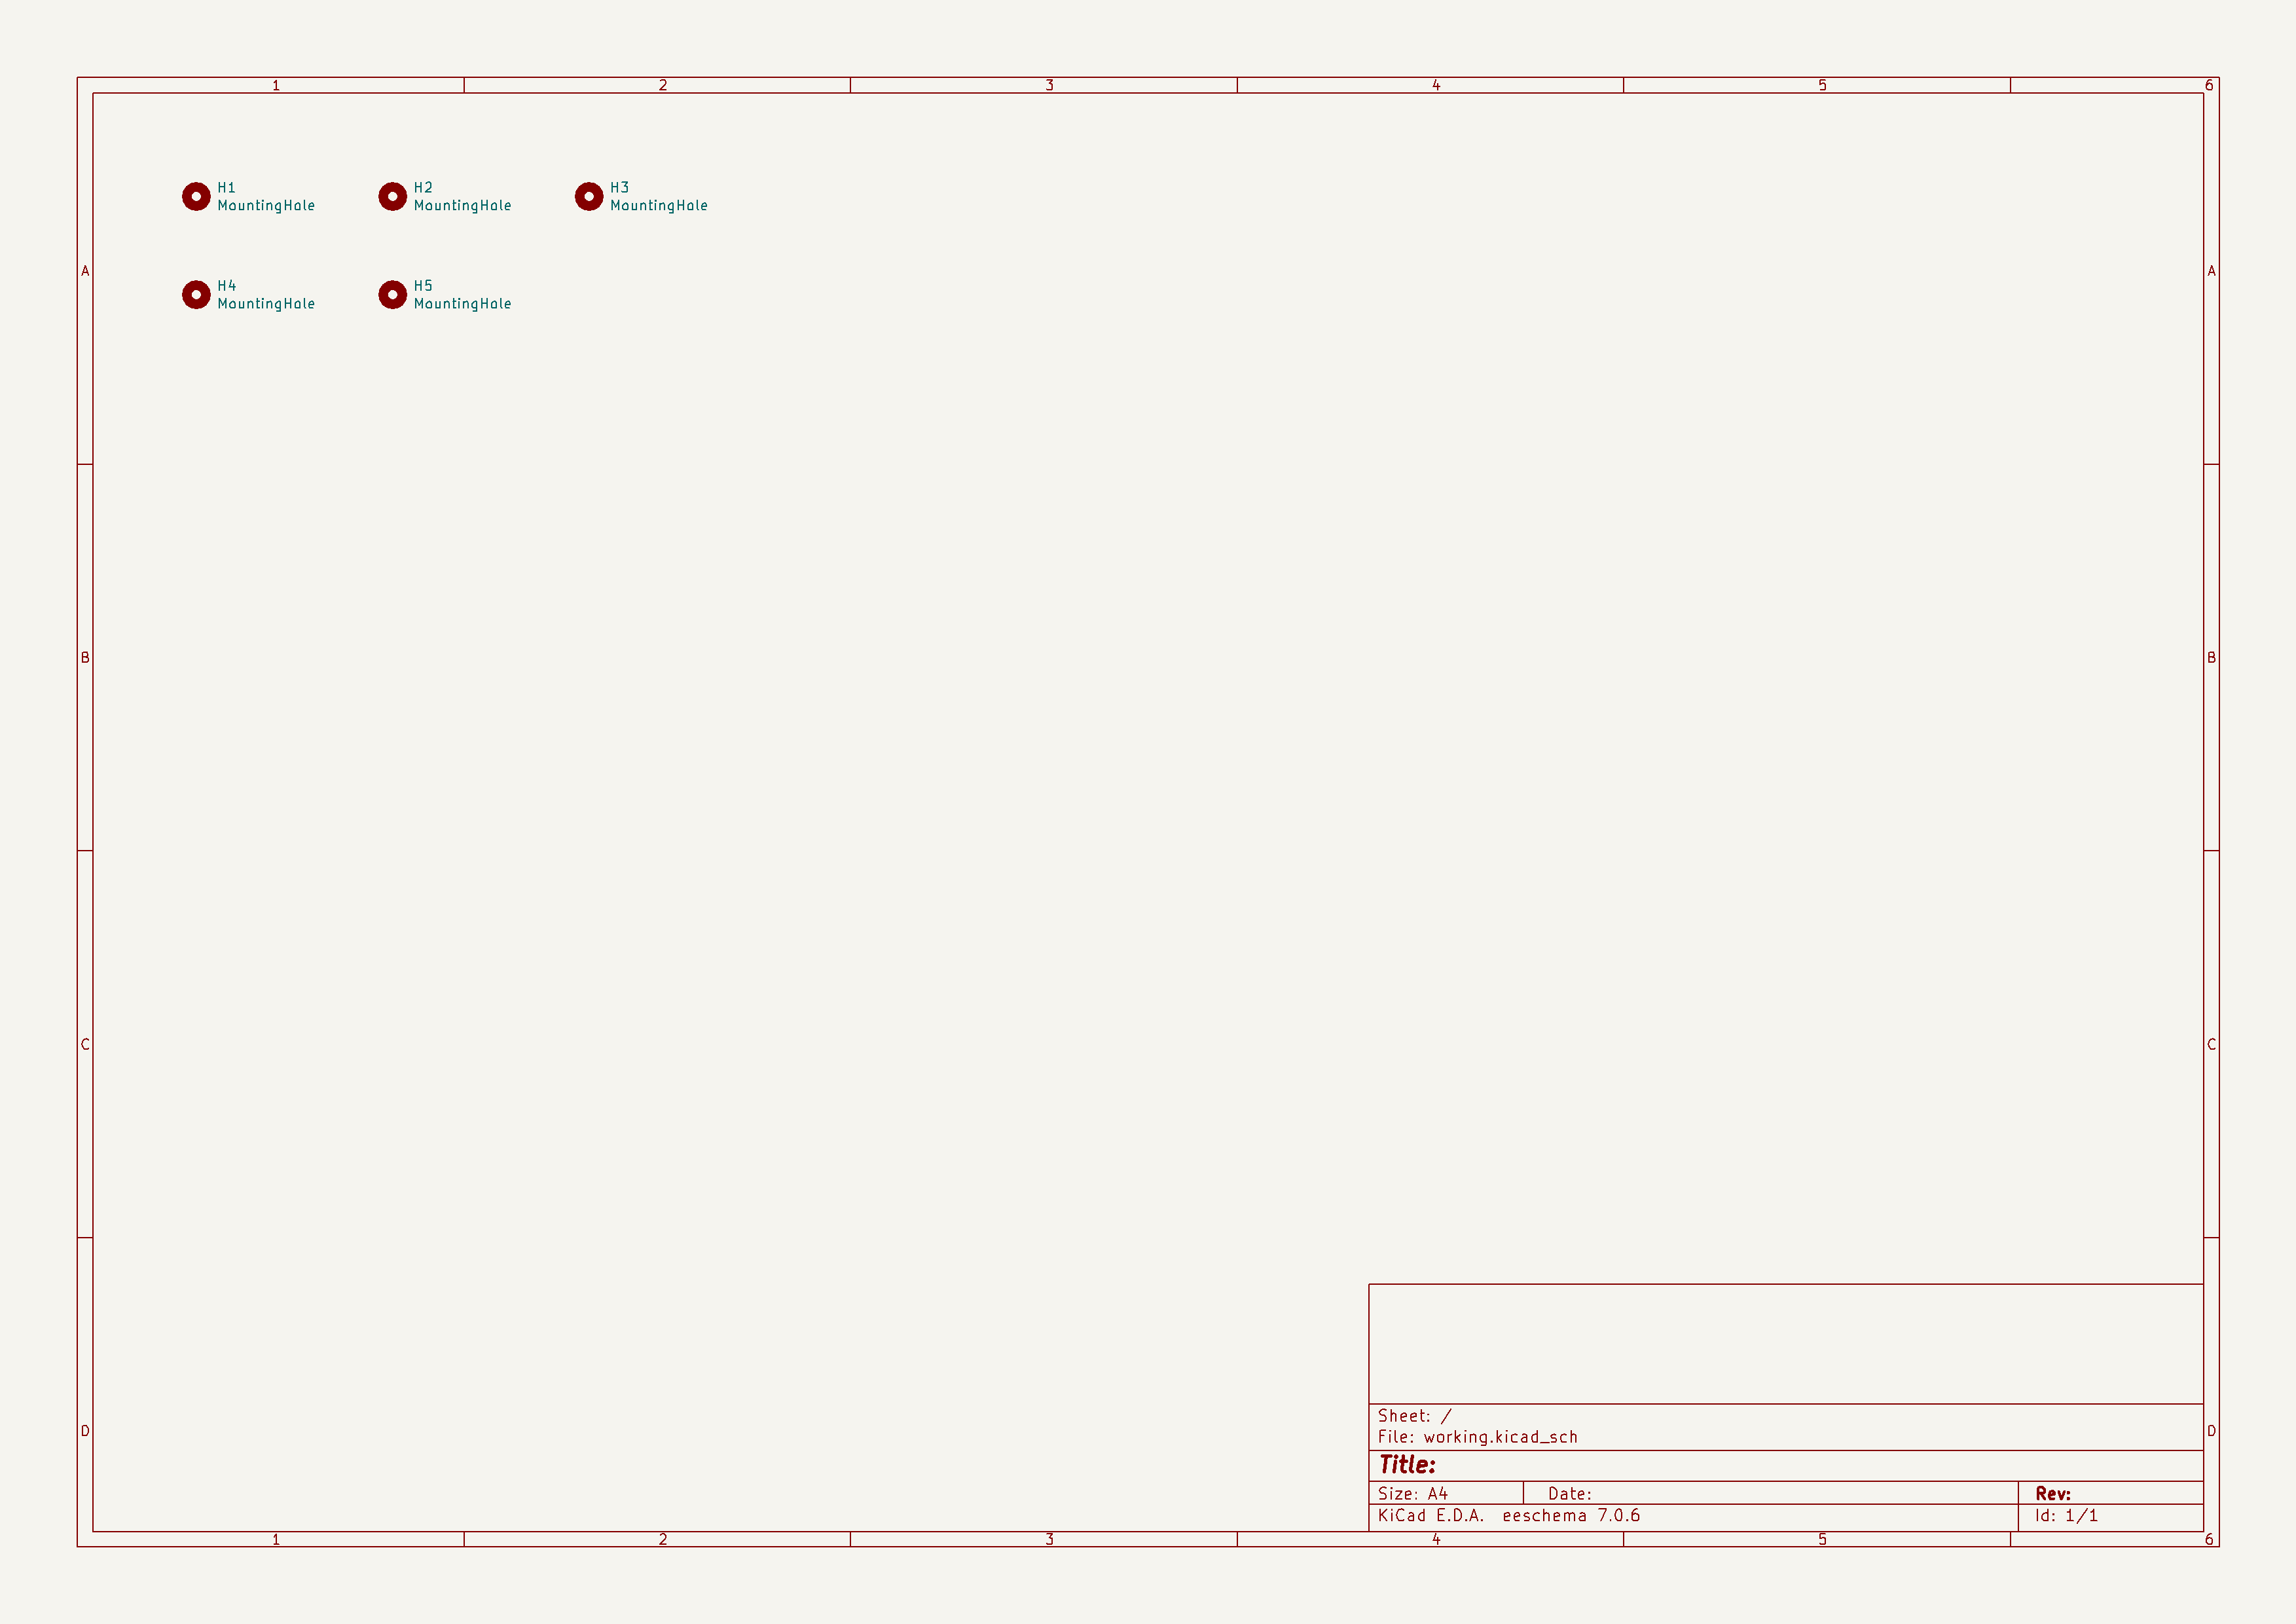 1 2 3 4 5 6
H1
MountingHole
H2
MountingHole
H3
MountingHole
A A
H4
MountingHole
H5
MountingHole
B B
C C
D D
Sheet: /
File: working.kicad_sch
Title:
Size: A4 Date: Rev:
KiCad E.D.A. eeschema 7.0.6 Id: 1/1
1 2 3 4 5 6